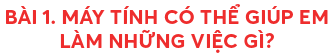 BÀI 1. MÁY TÍNH CÓ THỂ GIÚP EM
LÀM NHỮNG VIỆC GÌ?